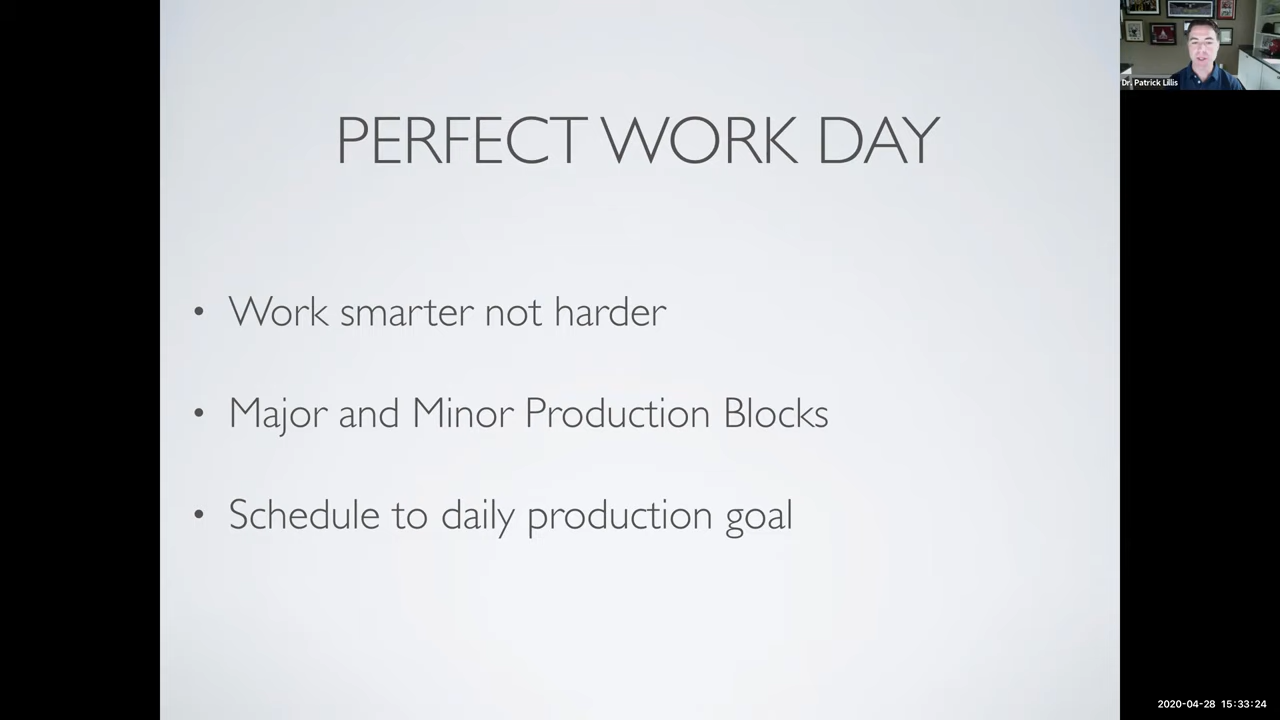 PERFECT WORK DAY
• Work smarter not harder
• Major and Minor Production Blocks
• Schedule to daily production goal
Dr. Patrick Lillis
2020-04-28 15:33:24